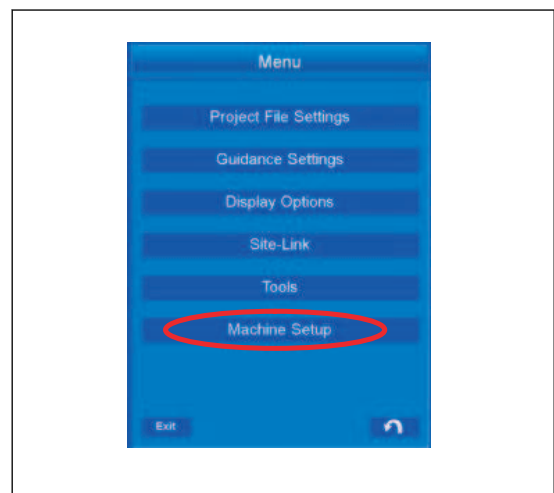 Menu
Project File Settings
Guidance Settings
Display Options
Site-Link
Tools
Machine Setup
Exit